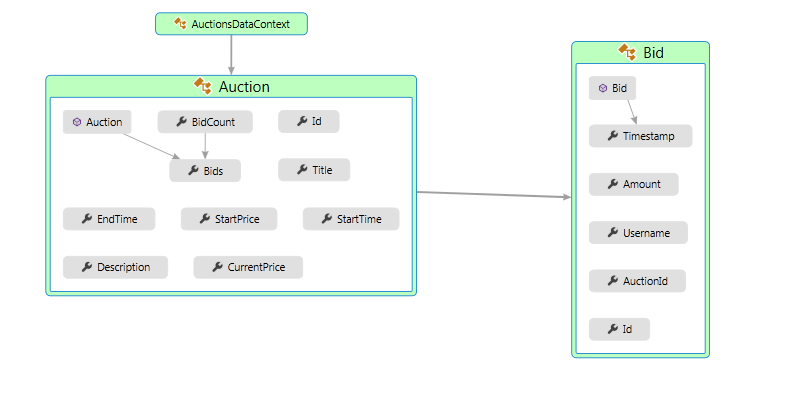 AuctionsDataContext
Auction
Auction
BidCount
Id
Bids
Title
EndTime
StartPrice
StartTime
Description
CurrentPrice
Bid
Bid
Timestamp
Amount
Username
AuctionId
Id